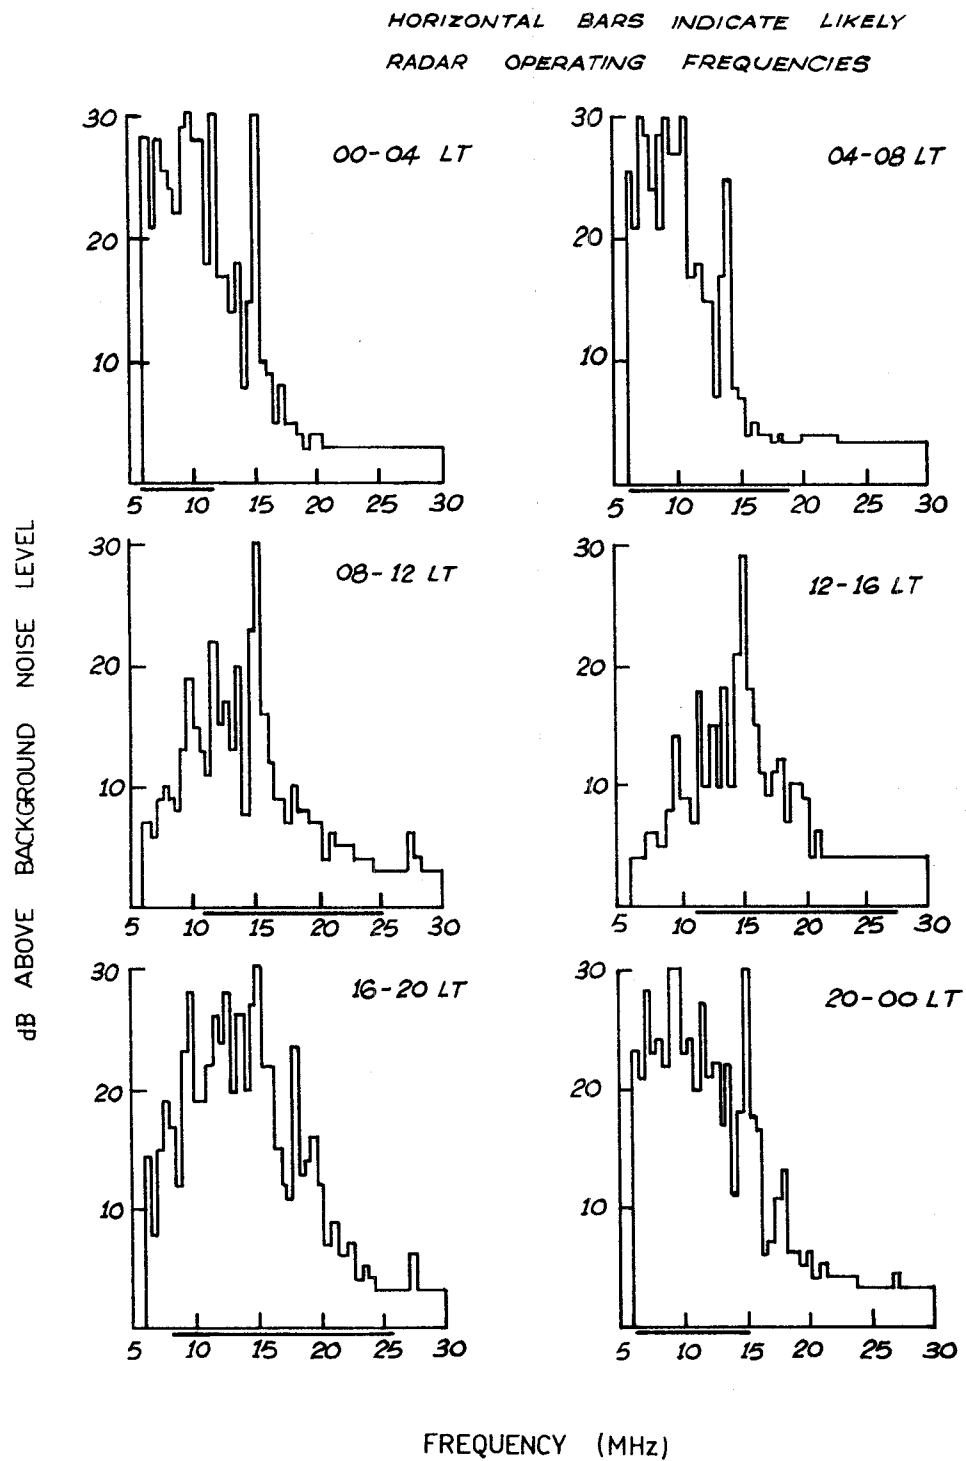 HORIZONTAL BARS INDICATE LIKELY
RADAR OPERATING FREQUENCIES
30
20
10
00-04 LT
5 10 15 20 25 30
30
20
10
04-08 LT
5 10 15 20 25 30
30
20
10
08-12 LT
5 10 15 20 25 30
30
20
10
12-16 LT
5 10 15 20 25 30
30
20
10
16-20 LT
5 10 15 20 25 30
30
20
10
20-00 LT
5 10 15 20 25 30
dB ABOVE BACKGROUND NOISE LEVEL
FREQUENCY (MHz)